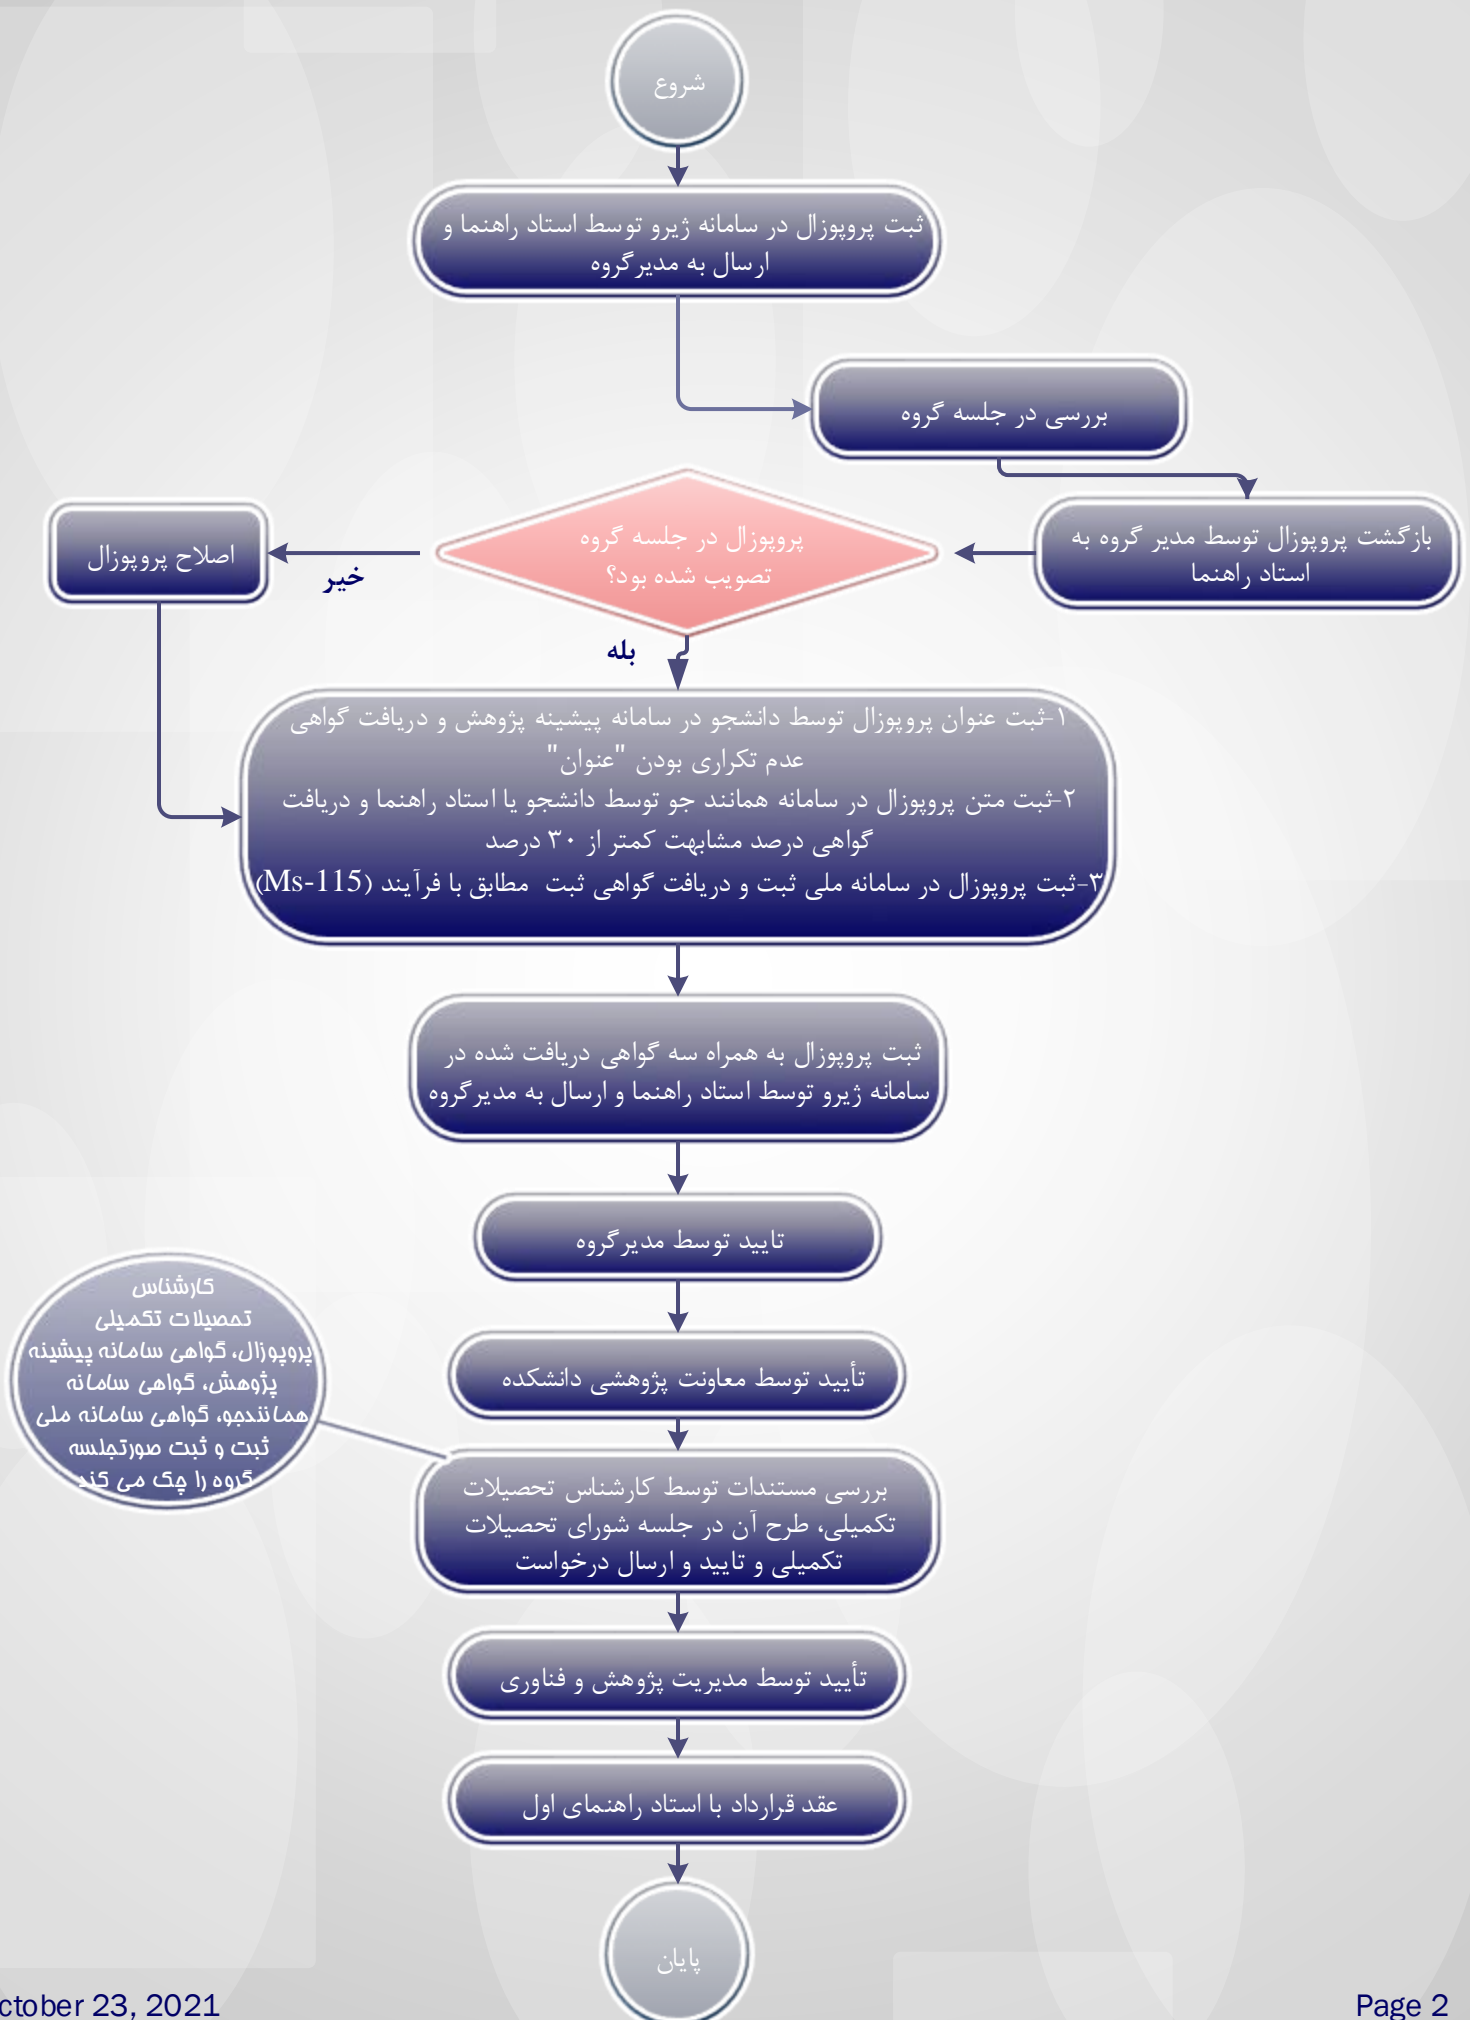 شروع
ثبت پروپوزال در سامانه ژیرو توسط استاد راهنما و
ارسال به مدیرگروه
بررسی در جلسه گروه
بازگشت پروپوزال توسط مدیر گروه به
استاد راهنما
پروپوزال در جلسه گروه
تصویب شده بود؟
خیر
اصلاح پروپوزال
بله
۱-ثبت عنوان پروپوزال توسط دانشجو در سامانه پیشینه پژوهش و دریافت گواهی
عدم تکراری بودن "عنوان"
۲-ثبت متن پروپوزال در سامانه همانند جو توسط دانشجو یا استاد راهنما و دریافت
گواهی درصد مشابهت کمتر از ۳۰ درصد
۳-ثبت پروپوزال در سامانه ملی ثبت و دریافت گواهی ثبت مطابق با فرآیند (Ms-115)
ثبت پروپوزال به همراه سه گواهی دریافت شده در
سامانه ژیرو توسط استاد راهنما و ارسال به مدیرگروه
تایید توسط مدیرگروه
تأیید توسط معاونت پژوهشی دانشکده
کارشناس
تحصیلات تکمیلی
پروپوزال، گواهی سامانه پیشینه
پژوهش، گواهی سامانه
همانندجو، گواهی سامانه ملی
ثبت و ثبت صورتجلسه
گروه را چک می کند
بررسی مستندات توسط کارشناس تحصیلات
تکمیلی، طرح آن در جلسه شورای تحصیلات
تکمیلی و تایید و ارسال درخواست
تأیید توسط مدیریت پژوهش و فناوری
عقد قرارداد با استاد راهنمای اول
پایان
ctober 23, 2021
Page 2